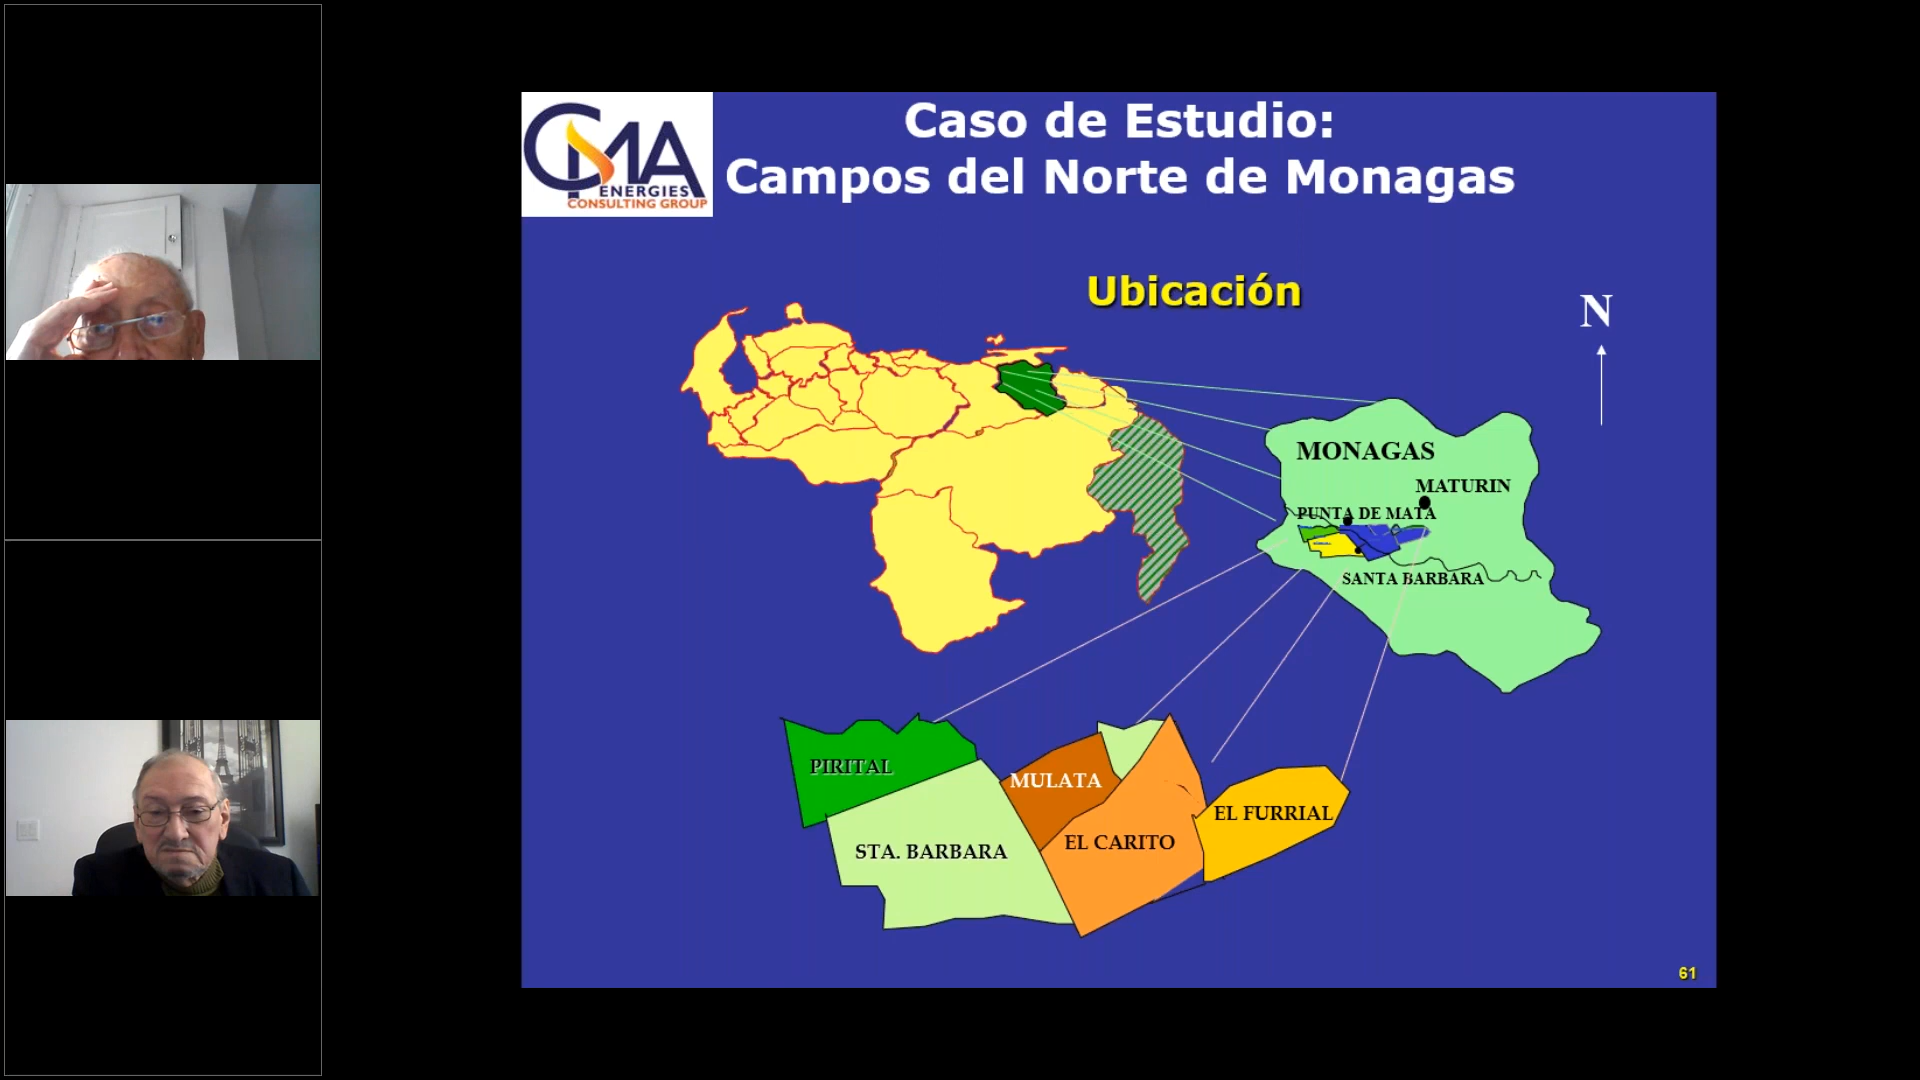 CMA
ENERGIES
CONSULTING GROUP
Caso de Estudio:
Campos del Norte de Monagas
Ubicación
N
MONAGAS
MATURIN
PUNTA DE MATA
SANTA BARBARA
PIRITAL
MULATA
EL FURRIAL
EL CARITO
STA. BARBARA
61